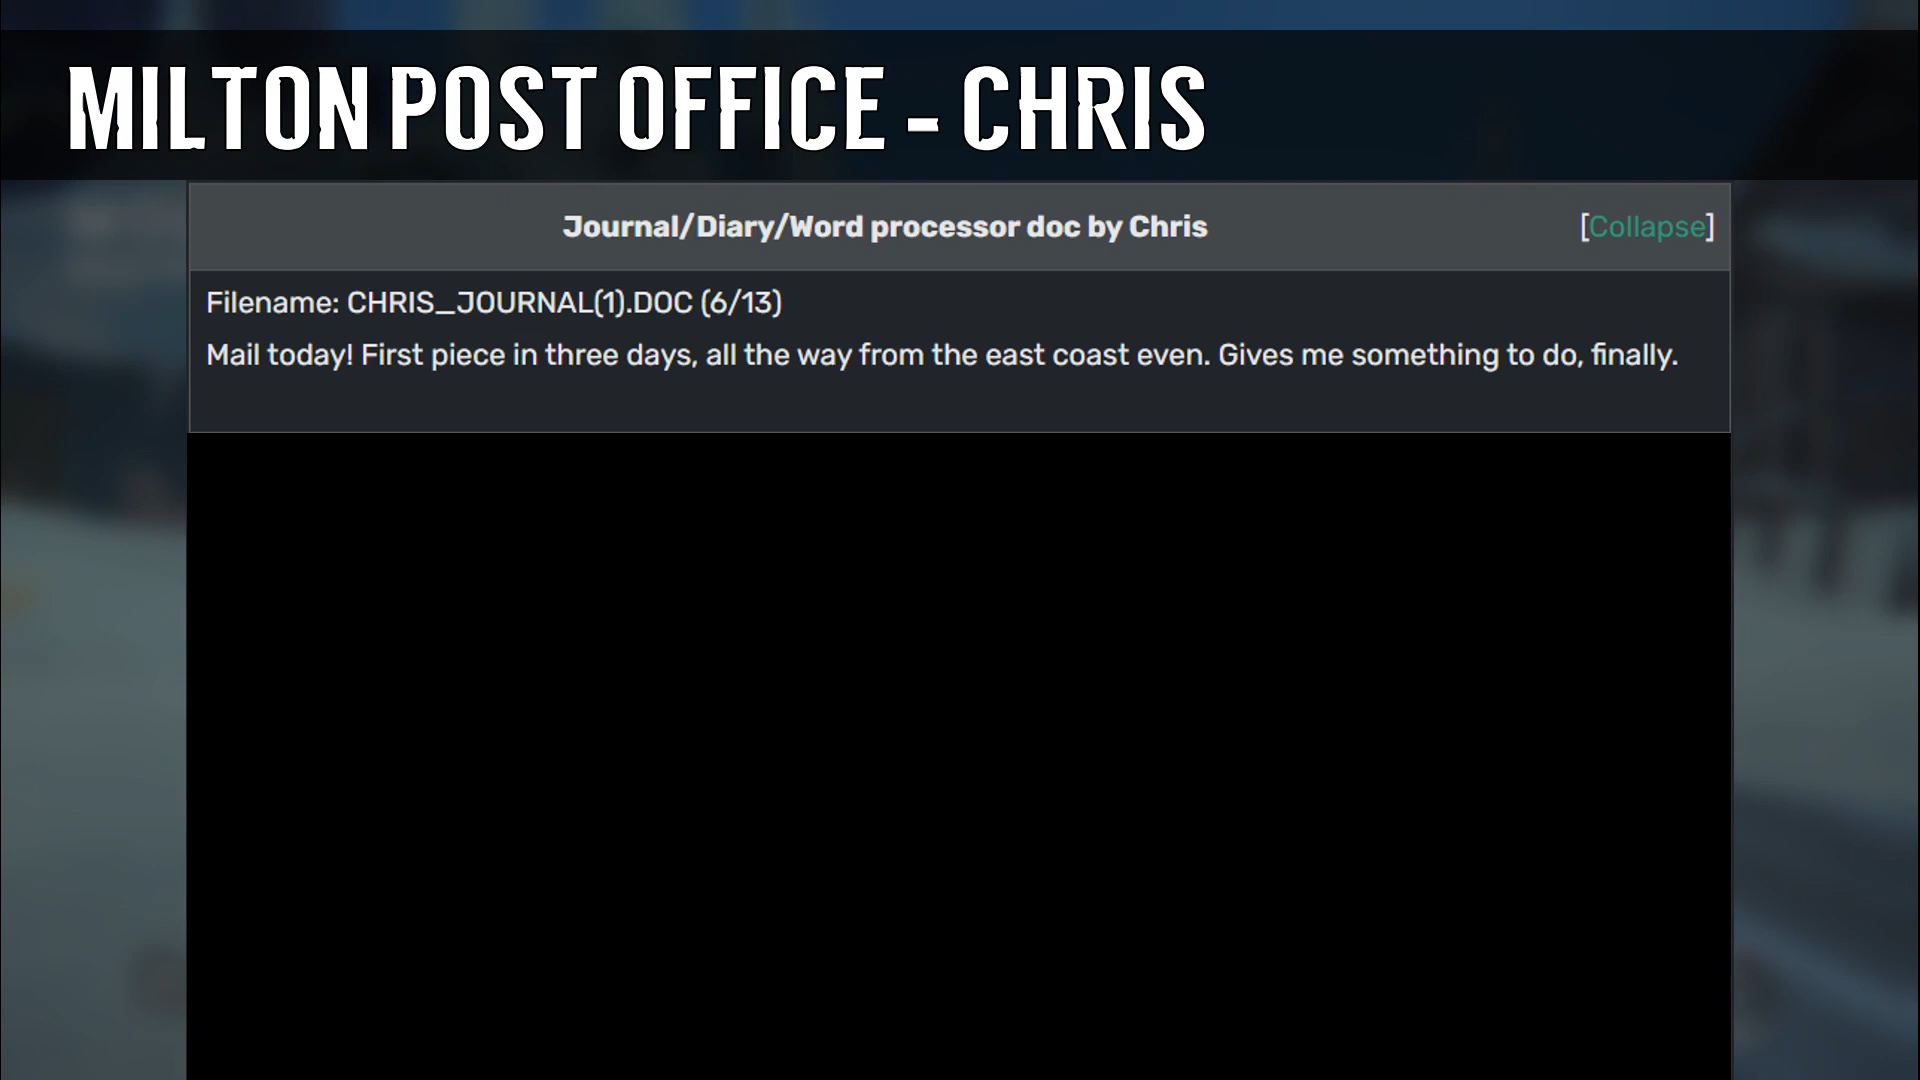 MILTON POST OFFICE - CHRIS
Journal/Diary/Word processor doc by Chris [Collapse]
Filename: CHRIS_JOURNAL(1).DOC (6/13)
Mail today! First piece in three days, all the way from the east coast even. Gives me something to do, finally.